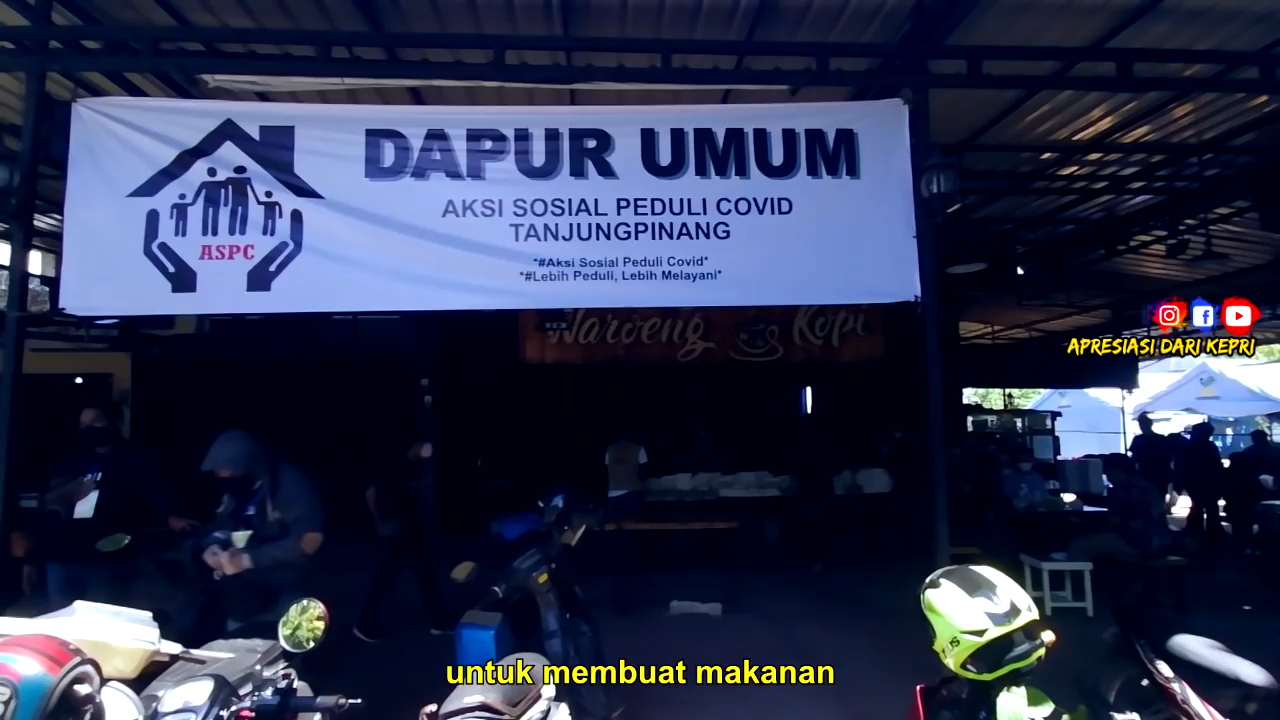 DAPUR UMUM
AKSI SOSIAL PEDULI COVID
TANJUNGPINANG
ASPC
*#Aksi Sosial Peduli Covid*
*#Lebih Peduli, Lebih Melayani*
Waroeng Kopi
APRESIASI DARI KEPRI
untuk membuat makanan